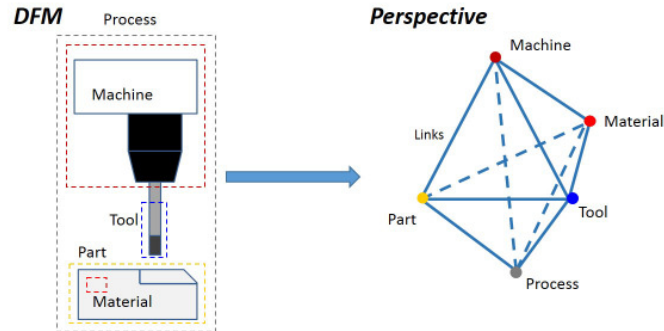 DFM
Process
Machine
Tool
Part
Material
Perspective
Machine
Material
Links
Part
Tool
Process